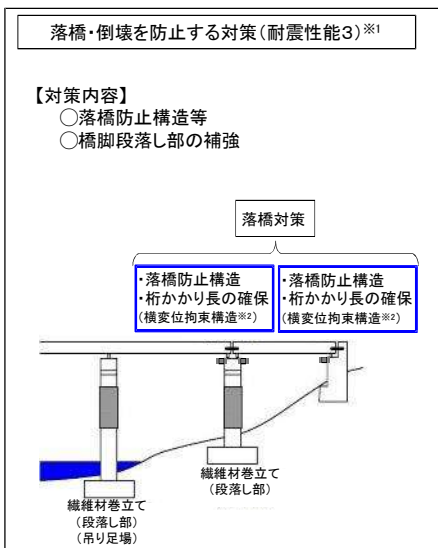 落橋・倒壊を防止する対策(耐震性能3)※1
【対策内容】
○落橋防止構造等
○橋脚段落し部の補強
落橋対策
・落橋防止構造
・桁かかり長の確保
(横変位拘束構造※2)
・落橋防止構造
・桁かかり長の確保
(横変位拘束構造※2)
繊維材巻立て
(段落し部)
繊維材巻立て
(段落し部)
(吊り足場)